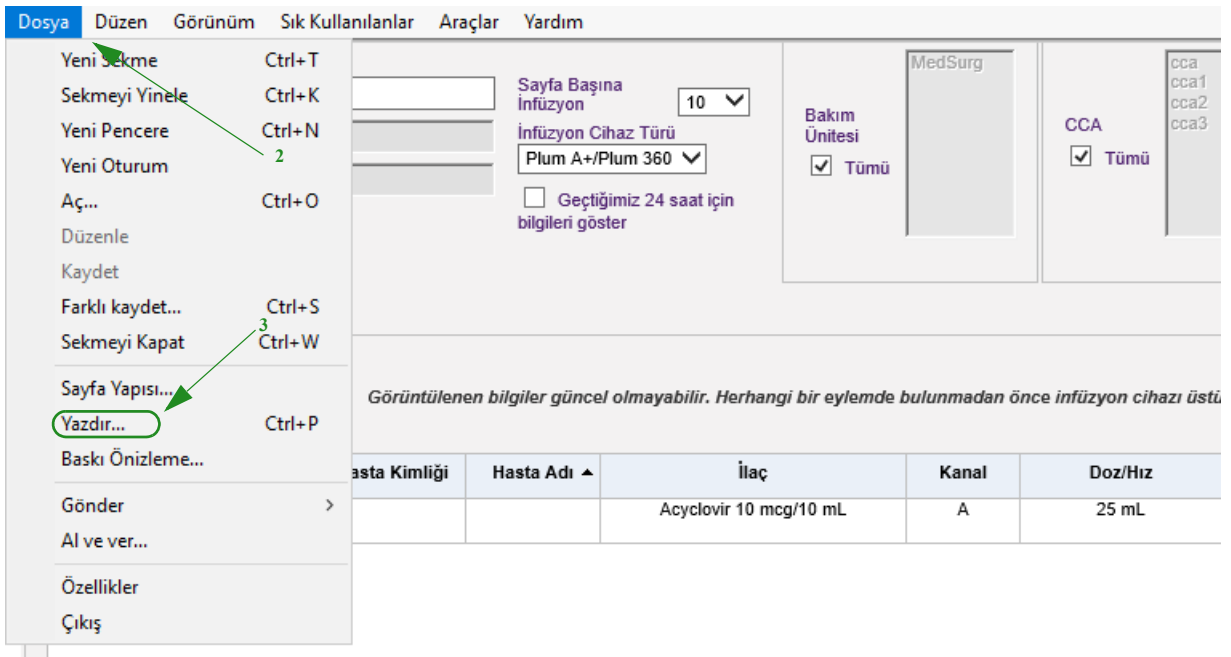 Dosya Düzen Görünüm Sık Kullanılanlar Araçlar Yardım
Yeni Sekme Ctrl+T
Sekmeyi Yinele Ctrl+K
Yeni Pencere Ctrl+N
2
Yeni Oturum
Aç... Ctrl+O
Düzenle
Kaydet
Farklı kaydet... Ctrl+S
3
Sekmeyi Kapat Ctrl+W
Sayfa Yapısı...
Yazdır... Ctrl+P
Baskı Önizleme...
Gönder >
Al ve ver...
Özellikler
Çıkış
Sayfa Başına
İnfüzyon 10
İnfüzyon Cihaz Türü
Plum A+/Plum 360
Geçtiğimiz 24 saat için
bilgileri göster
Bakım
Ünitesi
Tümü
MedSurg
CCA
Tümü
cca
cca1
cca2
cca3
Görüntülenen bilgiler güncel olmayabilir. Herhangi bir eylemde bulunmadan önce infüzyon cihazı üstü
asta Kimliği Hasta Adı İlaç Kanal Doz/Hız
Acyclovir 10 mcg/10 mL A 25 mL